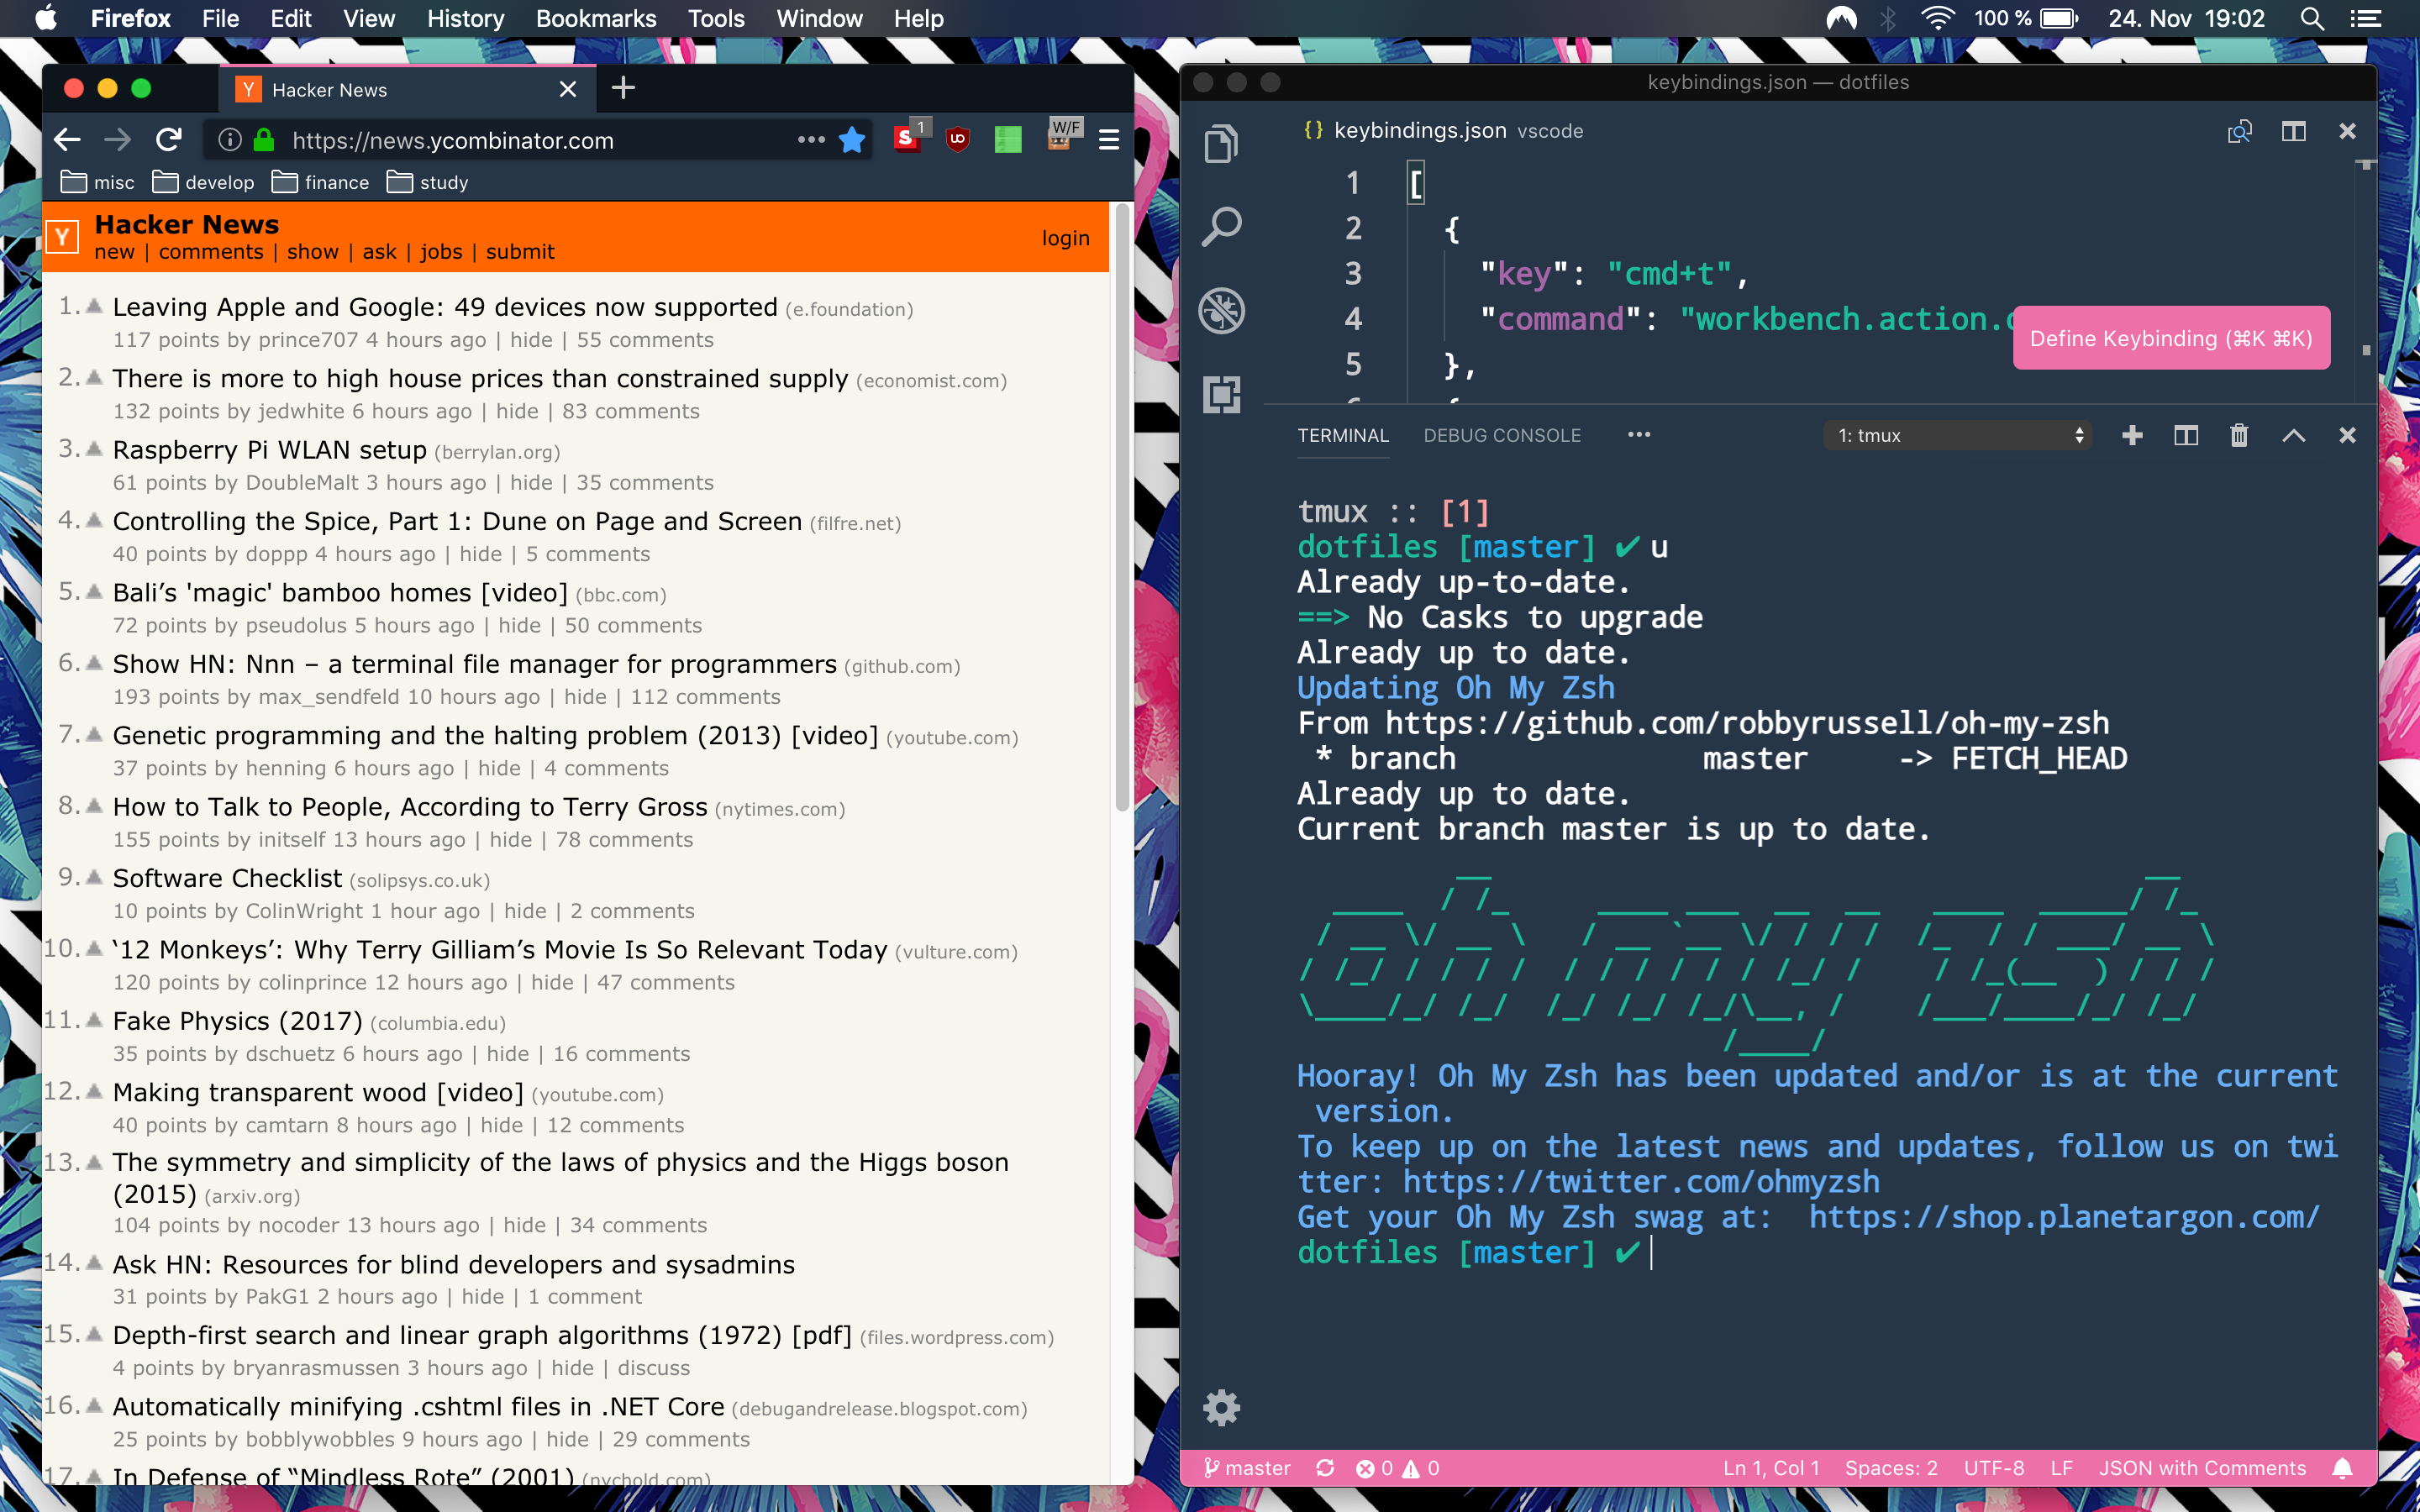 Firefox File Edit View History Bookmarks Tools Window Help 100 % 24. Nov 19:02
Hacker News
https://news.ycombinator.com
1
W/F
misc develop finance study
Y Hacker News
new | comments | show | ask | jobs | submit
login
1. Leaving Apple and Google: 49 devices now supported (e.foundation)
117 points by prince707 4 hours ago | hide | 55 comments
2. There is more to high house prices than constrained supply (economist.com)
132 points by jedwhite 6 hours ago | hide | 83 comments
3. Raspberry Pi WLAN setup (berrylan.org)
61 points by DoubleMalt 3 hours ago | hide | 35 comments
4. Controlling the Spice, Part 1: Dune on Page and Screen (filfre.net)
40 points by doppp 4 hours ago | hide | 5 comments
5. Bali’s 'magic' bamboo homes [video] (bbc.com)
72 points by pseudolus 5 hours ago | hide | 50 comments
6. Show HN: Nnn – a terminal file manager for programmers (github.com)
193 points by max_sendfeld 10 hours ago | hide | 112 comments
7. Genetic programming and the halting problem (2013) [video] (youtube.com)
37 points by henning 6 hours ago | hide | 4 comments
8. How to Talk to People, According to Terry Gross (nytimes.com)
155 points by initself 13 hours ago | hide | 78 comments
9. Software Checklist (solipsys.co.uk)
10 points by ColinWright 1 hour ago | hide | 2 comments
10. ‘12 Monkeys’: Why Terry Gilliam’s Movie Is So Relevant Today (vulture.com)
120 points by colinprince 12 hours ago | hide | 47 comments
11. Fake Physics (2017) (columbia.edu)
35 points by dschuetz 6 hours ago | hide | 16 comments
12. Making transparent wood [video] (youtube.com)
40 points by camtarn 8 hours ago | hide | 12 comments
13. The symmetry and simplicity of the laws of physics and the Higgs boson
(2015) (arxiv.org)
104 points by nocoder 13 hours ago | hide | 34 comments
14. Ask HN: Resources for blind developers and sysadmins
31 points by PakG1 2 hours ago | hide | 1 comment
15. Depth-first search and linear graph algorithms (1972) [pdf] (files.wordpress.com)
4 points by bryanrasmussen 3 hours ago | hide | discuss
16. Automatically minifying .cshtml files in .NET Core (debugandrelease.blogspot.com)
25 points by bobblywobbles 9 hours ago | hide | 29 comments
17. In Defense of “Mindless Rote” (2001) (nychold.com)
keybindings.json — dotfiles
{} keybindings.json vscode
1 [
2 {
3 "key": "cmd+t",
4 "command": "workbench.action.
5 },
Define Keybinding (⌘K ⌘K)
TERMINAL DEBUG CONSOLE ••• 1: tmux
tmux :: [1]
dotfiles [master] ✔ u
Already up-to-date.
==> No Casks to upgrade
Already up to date.
Updating Oh My Zsh
From https://github.com/robbyrussell/oh-my-zsh
* branch master -> FETCH_HEAD
Already up to date.
Current branch master is up to date.
oh my zsh
Hooray! Oh My Zsh has been updated and/or is at the current
version.
To keep up on the latest news and updates, follow us on twi
tter: https://twitter.com/ohmyzsh
Get your Oh My Zsh swag at: https://shop.planetargon.com/
dotfiles [master] ✔
master 0 0 Ln 1, Col 1 Spaces: 2 UTF-8 LF JSON with Comments